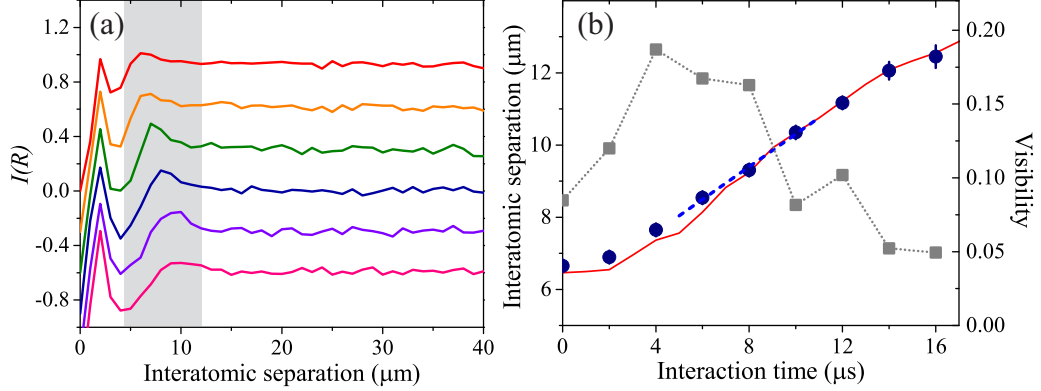 (a)
I(R)
1.2
0.8
0.4
0.0
-0.4
-0.8
0 10 20 30 40
Interatomic separation (μm)
(b)
Interatomic separation (μm)
12
10
8
6
0 4 8 12 16
Interaction time (μs)
0.20
0.15
0.10
0.05
0.00
Visibility